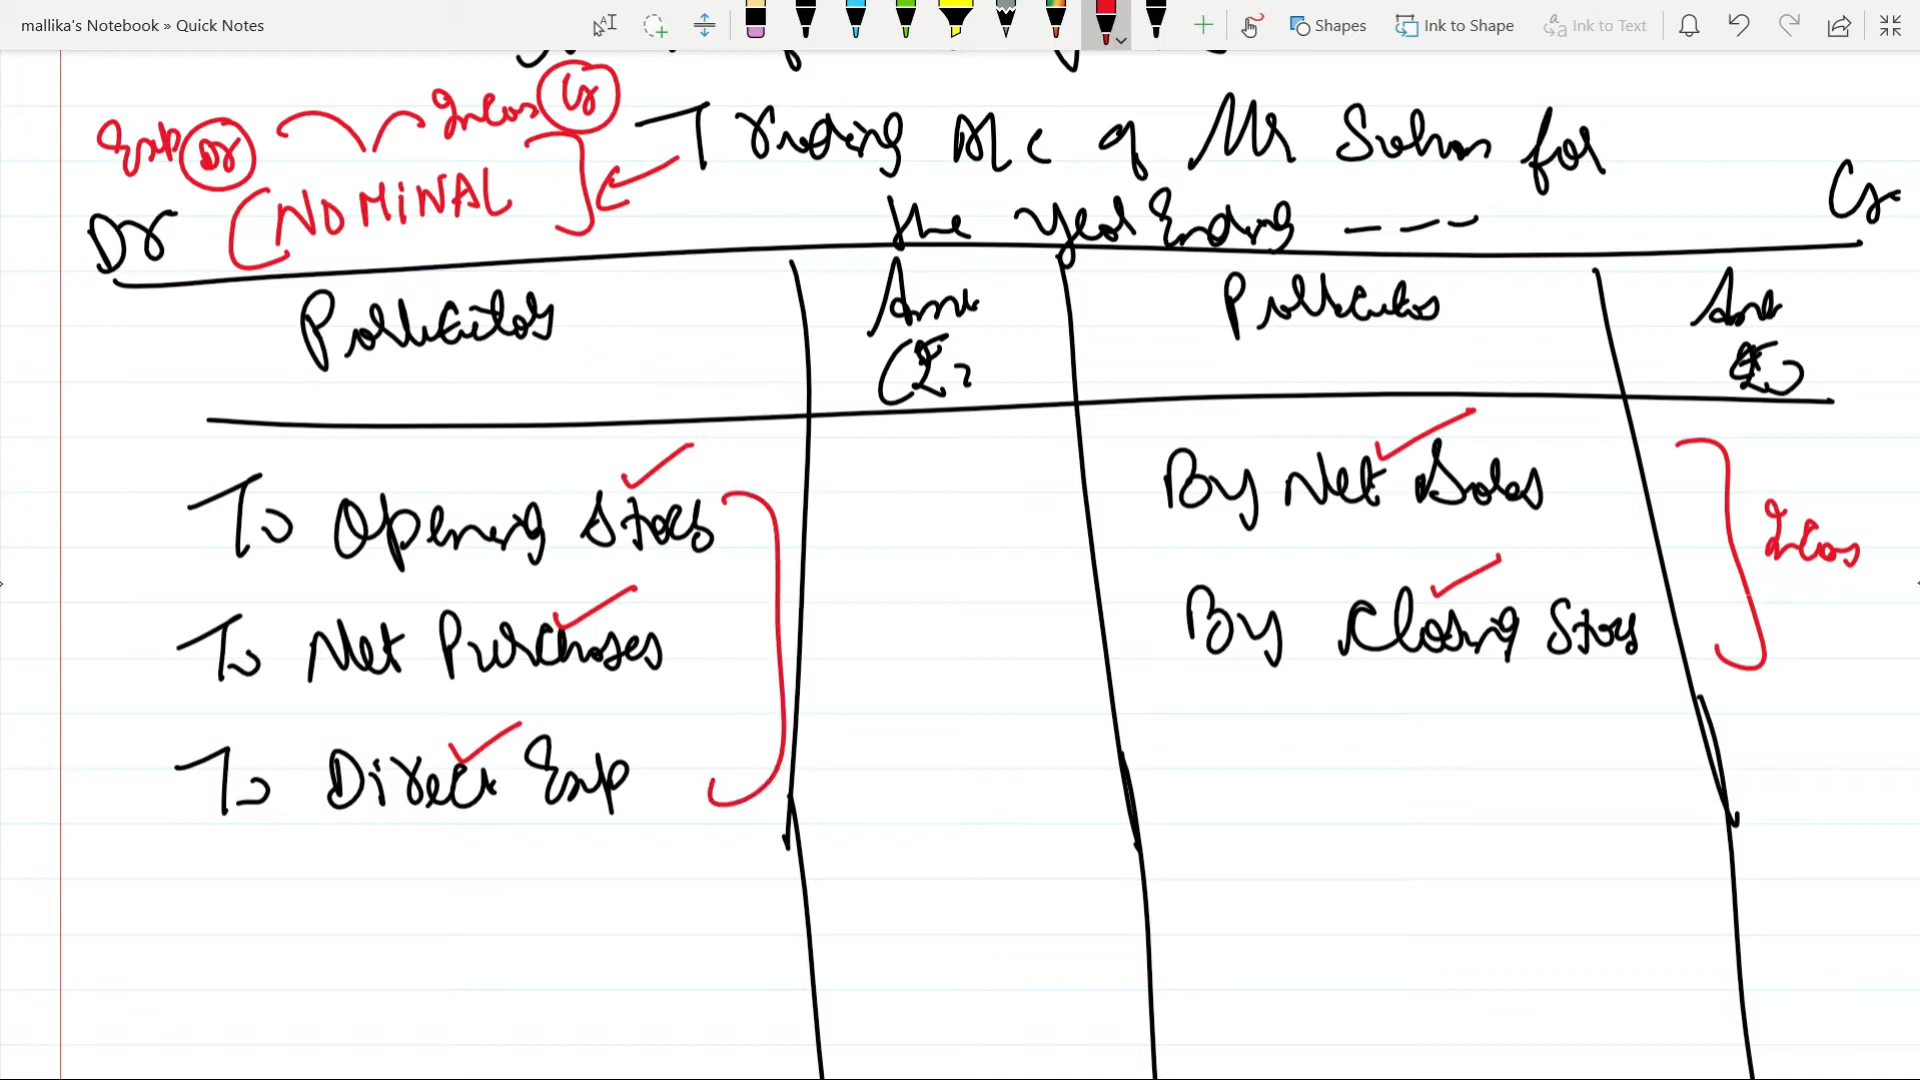 mallika's Notebook » Quick Notes
Shapes Ink to Shape Ink to Text
Exp Dr Incos Cr
(NOMINAL
Trading A/c of Mr Sohan for
the Year Ending ----
Dr Cr
Particulars Amt (₹) Particulars Amt (₹)
To Opening Stock By Net Sales
To Net Purchases By Closing Stock
To Direct Exp